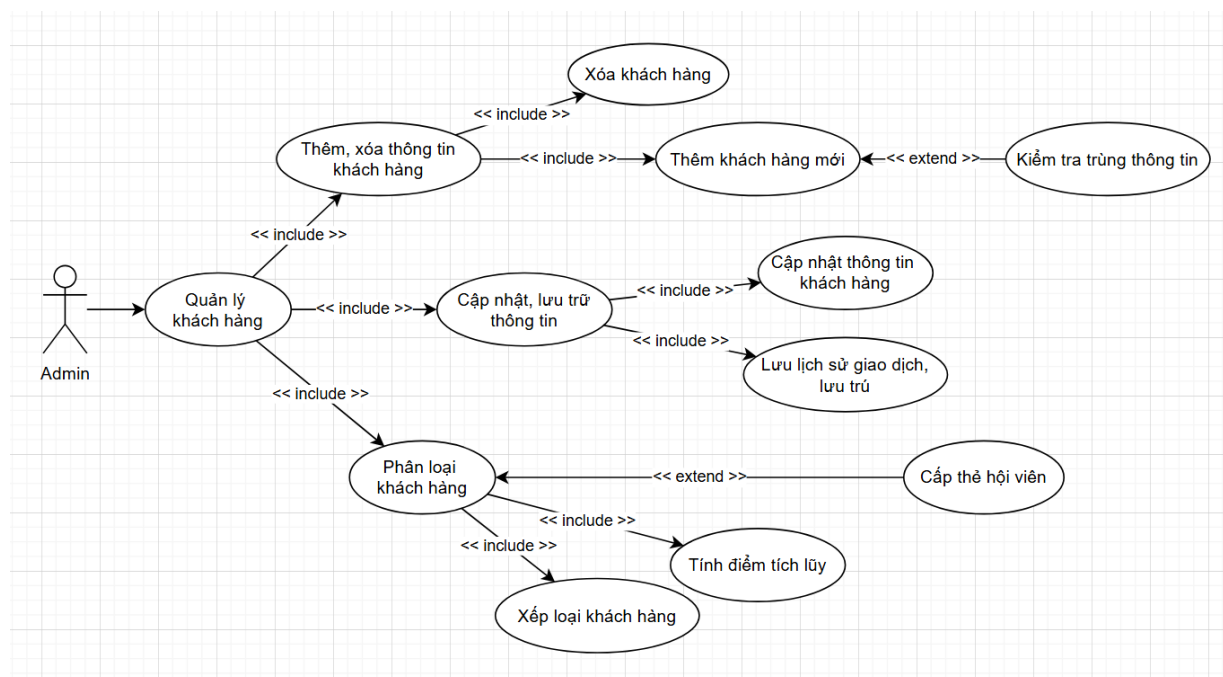 Xóa khách hàng
<< include >>
Thêm, xóa thông tin
khách hàng
<< include >>
Thêm khách hàng mới
<< extend >>
Kiểm tra trùng thông tin
<< include >>
Cập nhật thông tin
khách hàng
<< include >>
Quản lý
khách hàng
<< include >>
Cập nhật, lưu trữ
thông tin
<< include >>
Lưu lịch sử giao dịch,
lưu trú
Admin
<< include >>
Phân loại
khách hàng
<< extend >>
Cấp thẻ hội viên
<< include >>
<< include >>
Tính điểm tích lũy
Xếp loại khách hàng